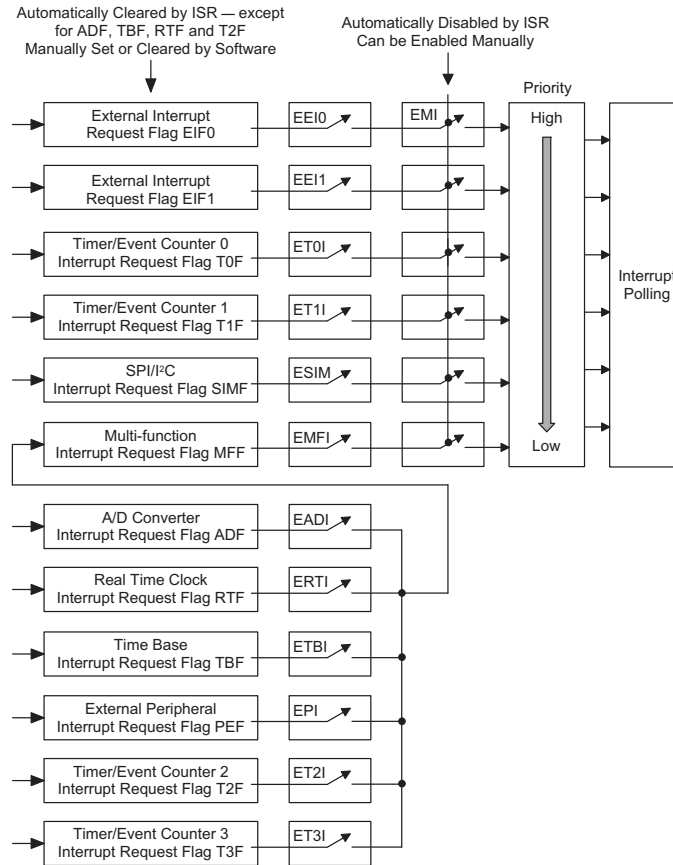 Automatically Cleared by ISR — except
for ADF, TBF, RTF and T2F
Manually Set or Cleared by Software
Automatically Disabled by ISR
Can be Enabled Manually
Priority
External Interrupt
Request Flag EIF0
EEI0
EMI
High
External Interrupt
Request Flag EIF1
EEI1
Timer/Event Counter 0
Interrupt Request Flag T0F
ET0I
Interrupt
Polling
Timer/Event Counter 1
Interrupt Request Flag T1F
ET1I
SPI/I²C
Interrupt Request Flag SIMF
ESIM
Multi-function
Interrupt Request Flag MFF
EMFI
Low
A/D Converter
Interrupt Request Flag ADF
EADI
Real Time Clock
Interrupt Request Flag RTF
ERTI
Time Base
Interrupt Request Flag TBF
ETBI
External Peripheral
Interrupt Request Flag PEF
EPI
Timer/Event Counter 2
Interrupt Request Flag T2F
ET2I
Timer/Event Counter 3
Interrupt Request Flag T3F
ET3I